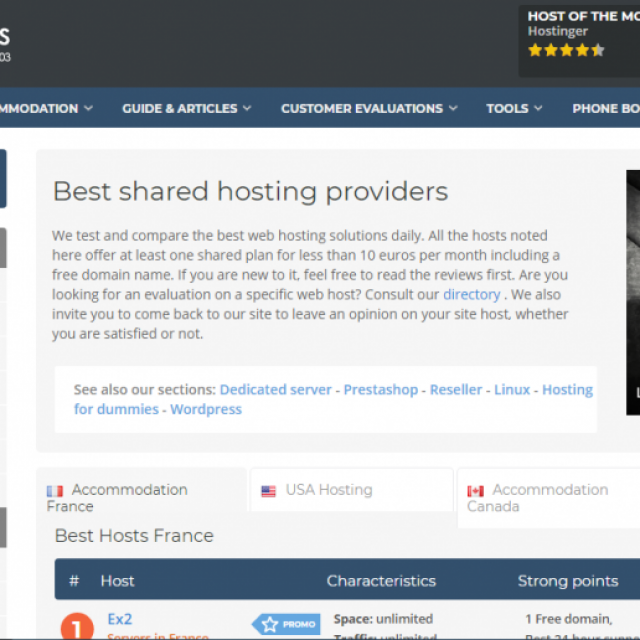 S
03
HOST OF THE MO
Hostinger
MMODATION
GUIDE & ARTICLES
CUSTOMER EVALUATIONS
TOOLS
PHONE BO
Best shared hosting providers
We test and compare the best web hosting solutions daily. All the hosts noted
here offer at least one shared plan for less than 10 euros per month including a
free domain name. If you are new to it, feel free to read the reviews first. Are you
looking for an evaluation on a specific web host? Consult our directory . We also
invite you to come back to our site to leave an opinion on your site host, whether
you are satisfied or not.
See also our sections: Dedicated server - Prestashop - Reseller - Linux - Hosting
for dummies - Wordpress
Accommodation
France
USA Hosting
Accommodation
Canada
Best Hosts France
# Host Characteristics Strong points
1 Ex2 PROMO Space: unlimited 1 Free domain,
Servers in France Traffic: unlimited Best 24 hour suppo